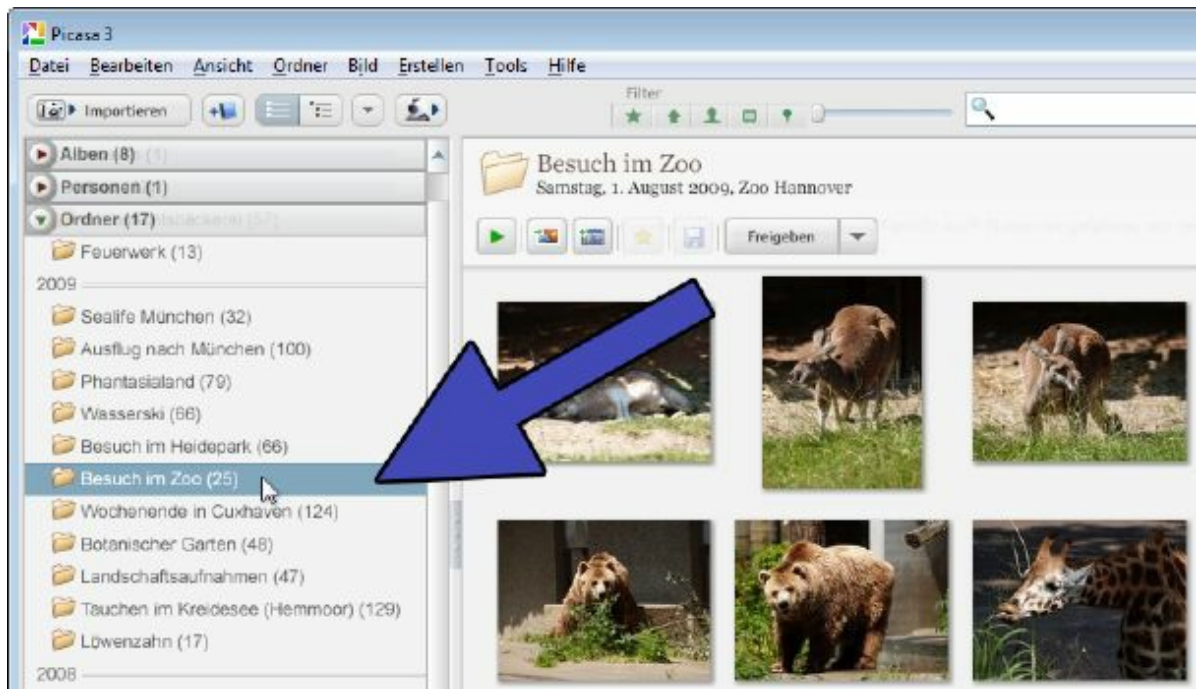 Picasa 3
Datei Bearbeiten Ansicht Ordner Bild Erstellen Tools Hilfe
Importieren
Filter
Alben (8)
Personen (1)
Ordner (17)
Feuerwerk (13)
2009
Sealife München (32)
Ausflug nach München (100)
Phantasialand (79)
Wasserski (66)
Besuch im Heidepark (66)
Besuch im Zoo (25)
Wochenende in Cuxhaven (124)
Botanischer Garten (48)
Landschaftsaufnahmen (47)
Tauchen im Kreidesee (Hemmoor) (129)
Löwenzahn (17)
2008
Besuch im Zoo
Samstag, 1. August 2009, Zoo Hannover
Freigeben